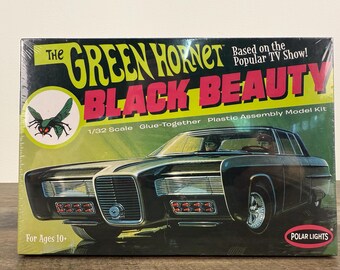 THE GREEN HORNET
Based on the
Popular TV Show!
BLACK BEAUTY
1/32 Scale Glue-Together Plastic Assembly Model Kit
For Ages 10+
POLAR LIGHTS